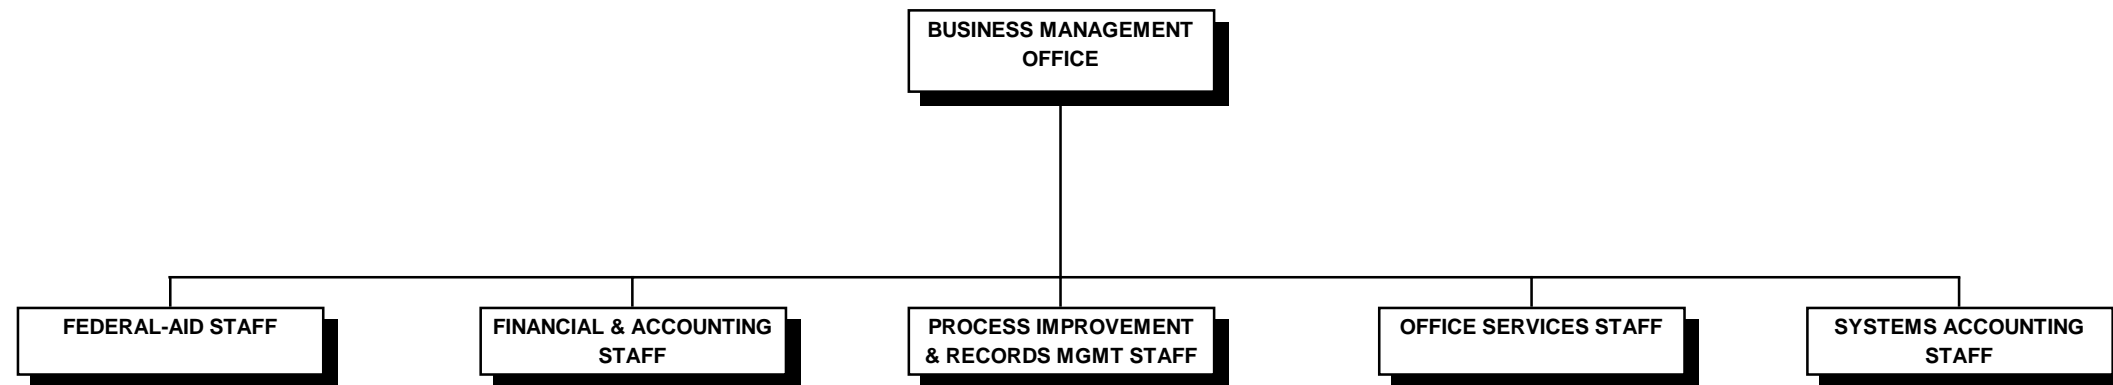 BUSINESS MANAGEMENT
OFFICE
FEDERAL-AID STAFF
FINANCIAL & ACCOUNTING
STAFF
PROCESS IMPROVEMENT
& RECORDS MGMT STAFF
OFFICE SERVICES STAFF
SYSTEMS ACCOUNTING
STAFF